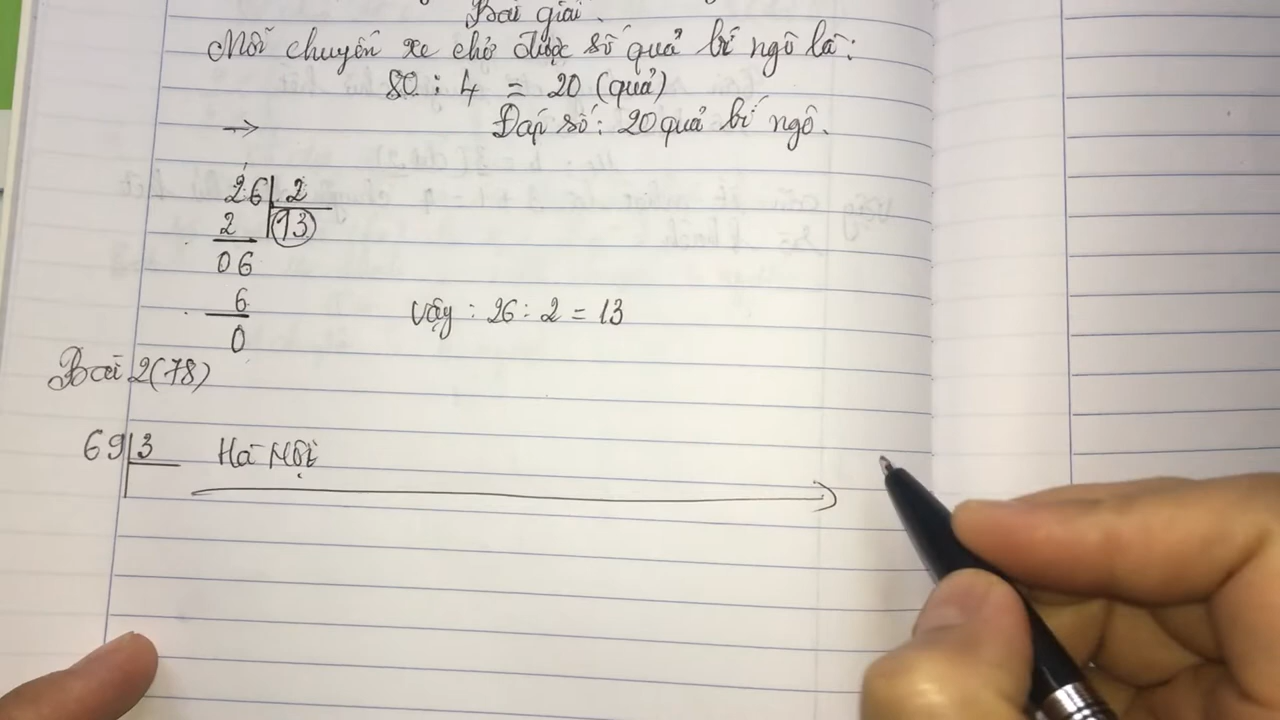 Bài giải.
Mỗi chuyến xe chở được số quả bí ngô là:
80 : 4 = 20 (quả)
Đáp số: 20 quả bí ngô.
26 2
2 13
06
6
0
Vậy : 26 : 2 = 13
Bài 2 (78)
69 3 Hà Nội